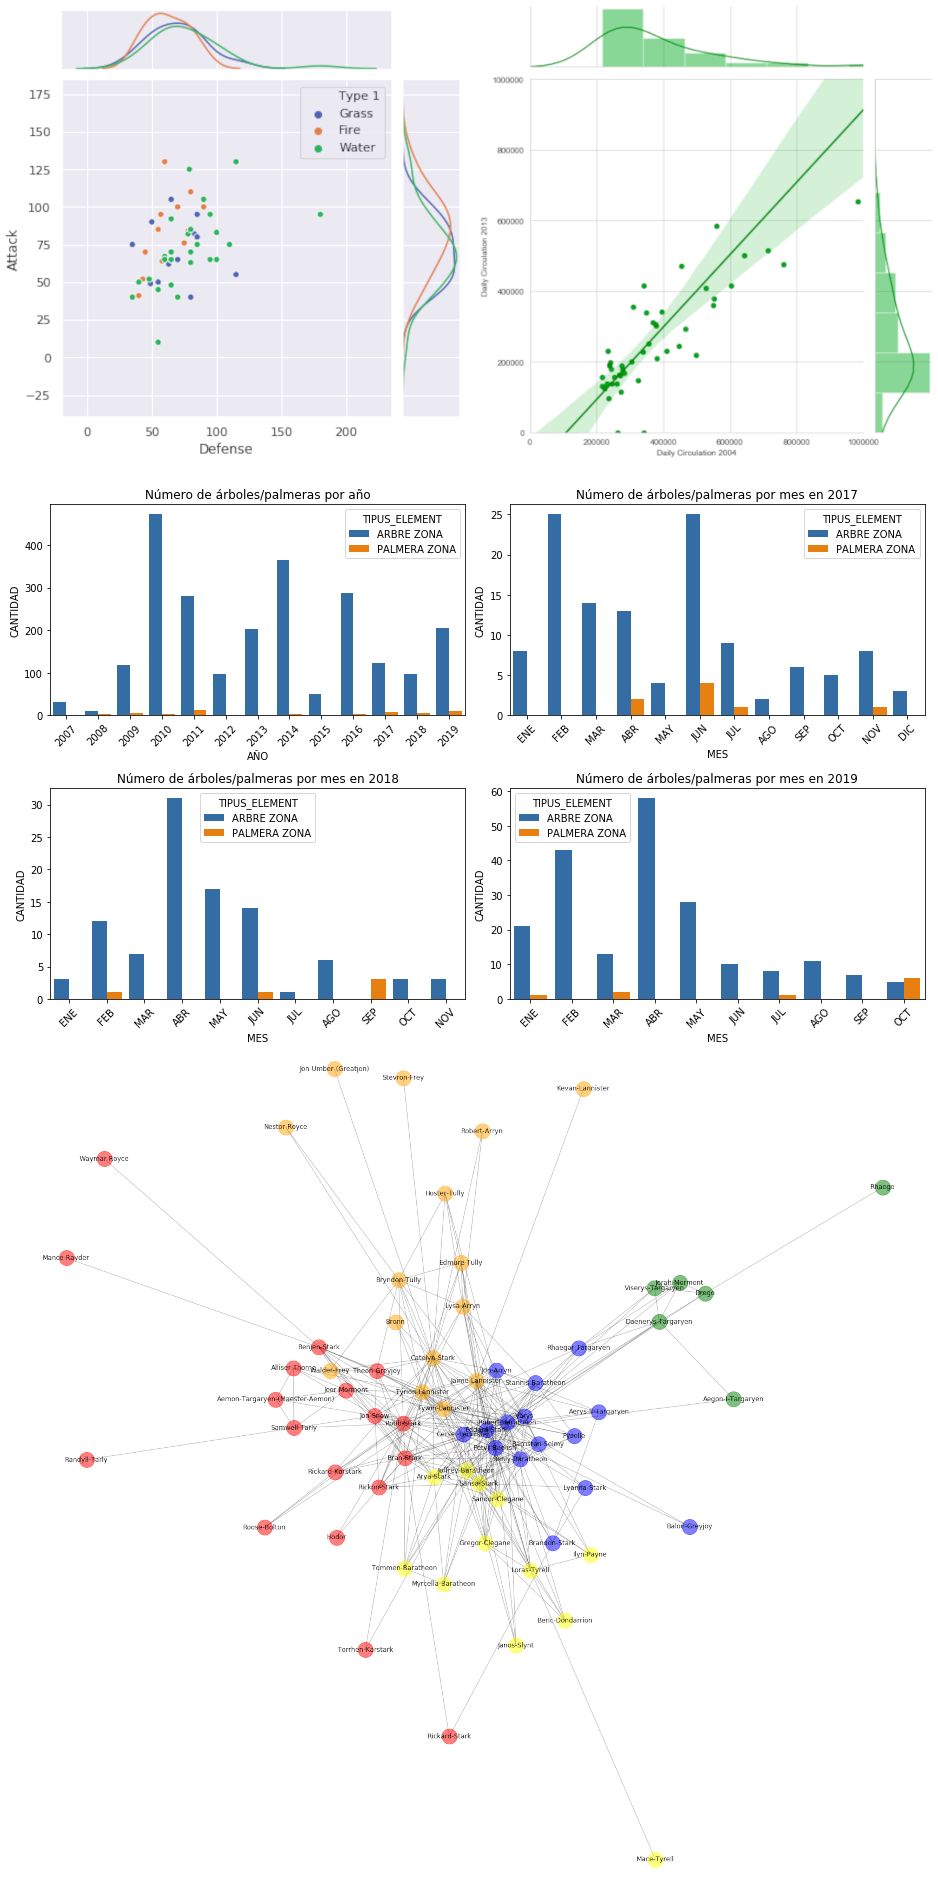 Type 1
Grass
Fire
Water
175
150
125
100
75
50
25
0
−25
Attack
0 50 100 150 200
Defense
1000000
800000
600000
400000
200000
0
Daily Circulation 2013
0 200000 400000 600000 800000 1000000
Daily Circulation 2004
Número de árboles/palmeras por año
TIPUS_ELEMENT
ARBRE ZONA
PALMERA ZONA
400
300
200
100
0
CANTIDAD
2007 2008 2009 2010 2011 2012 2013 2014 2015 2016 2017 2018 2019
AÑO
Número de árboles/palmeras por mes en 2017
TIPUS_ELEMENT
ARBRE ZONA
PALMERA ZONA
25
20
15
10
5
0
CANTIDAD
ENE FEB MAR ABR MAY JUN JUL AGO SEP OCT NOV DIC
MES
Número de árboles/palmeras por mes en 2018
TIPUS_ELEMENT
ARBRE ZONA
PALMERA ZONA
30
25
20
15
10
5
0
CANTIDAD
ENE FEB MAR ABR MAY JUN JUL AGO SEP OCT NOV
MES
Número de árboles/palmeras por mes en 2019
TIPUS_ELEMENT
ARBRE ZONA
PALMERA ZONA
60
50
40
30
20
10
0
CANTIDAD
ENE FEB MAR ABR MAY JUN JUL AGO SEP OCT
MES
Jon-Umber-(Greatjon)
Stevron-Frey
Kevan-Lannister
Nestor-Royce
Robert-Arryn
Waymar-Royce
Rhaego
Hoster-Tully
Mance-Rayder
Edmure-Tully
Brynden-Tully
Jorah-Mormont
Viserys-Targaryen
Drogo
Lysa-Arryn
Bronn
Daenerys-Targaryen
Benjen-Stark
Rhaegar-Targaryen
Catelyn-Stark
Alliser-Thorne
Walder-Frey
Theon-Greyjoy
Jon-Arryn
Jaime-Lannister
Stannis-Baratheon
Jeor-Mormont
Tyrion-Lannister
Aemon-Targaryen-(Maester-Aemon)
Aegon-I-Targaryen
Tywin-Lannister
Aerys-II-Targaryen
Jon-Snow
Varys
Robb-Stark
Samwell-Tarly
Pycelle
Barristan-Selmy
Petyr-Baelish
Bran-Stark
Renly-Baratheon
Randyll-Tarly
Rickard-Karstark
Joffrey-Baratheon
Arya-Stark
Sansa-Stark
Rickon-Stark
Lyanna-Stark
Sandor-Clegane
Roose-Bolton
Balon-Greyjoy
Hodor
Gregor-Clegane
Brandon-Stark
Ilyn-Payne
Tommen-Baratheon
Loras-Tyrell
Myrcella-Baratheon
Beric-Dondarrion
Janos-Slynt
Torrhen-Karstark
Rickard-Stark
Mace-Tyrell